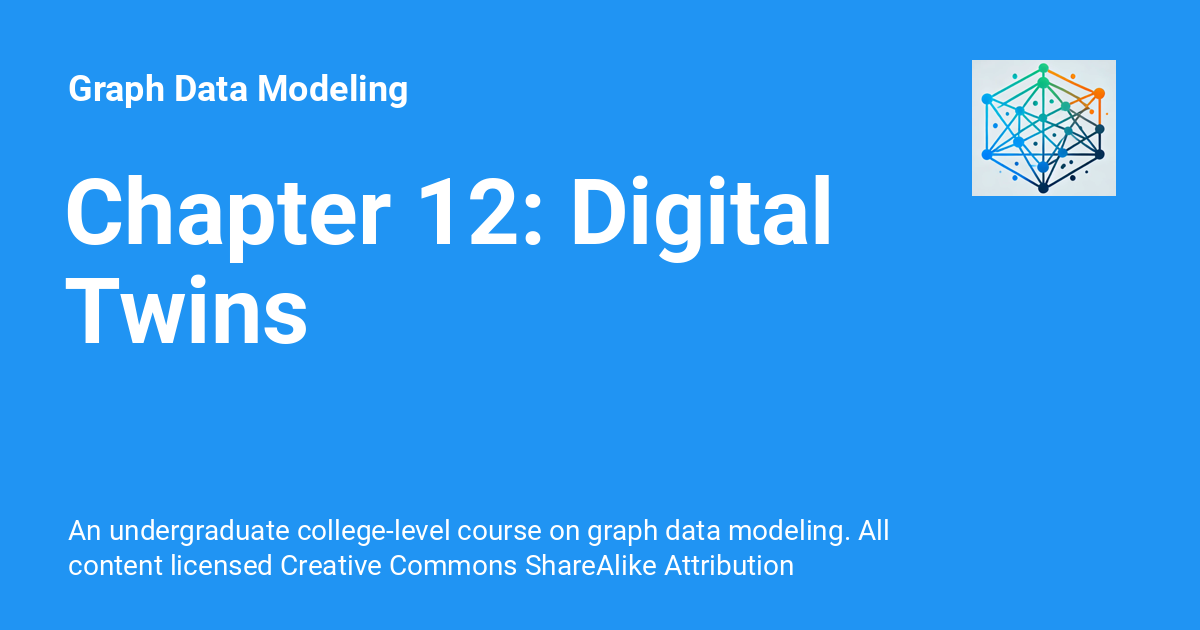 Graph Data Modeling
Chapter 12: Digital
Twins
An undergraduate college-level course on graph data modeling. All
content licensed Creative Commons ShareAlike Attribution